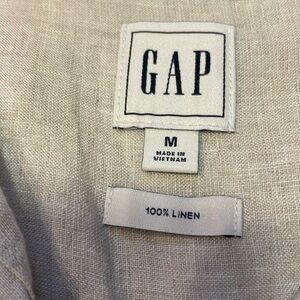 GAP
M
MADE IN
VIETNAM
100% LINEN